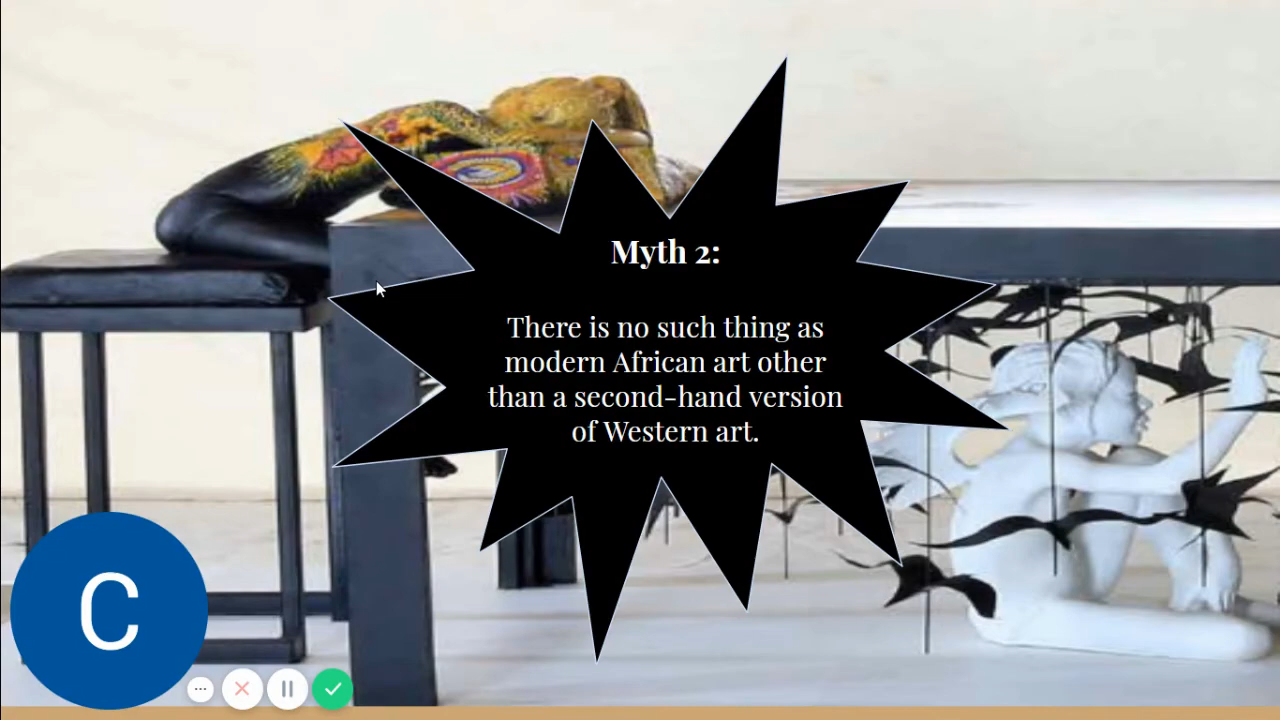 Myth 2:
There is no such thing as
modern African art other
than a second-hand version
of Western art.
C